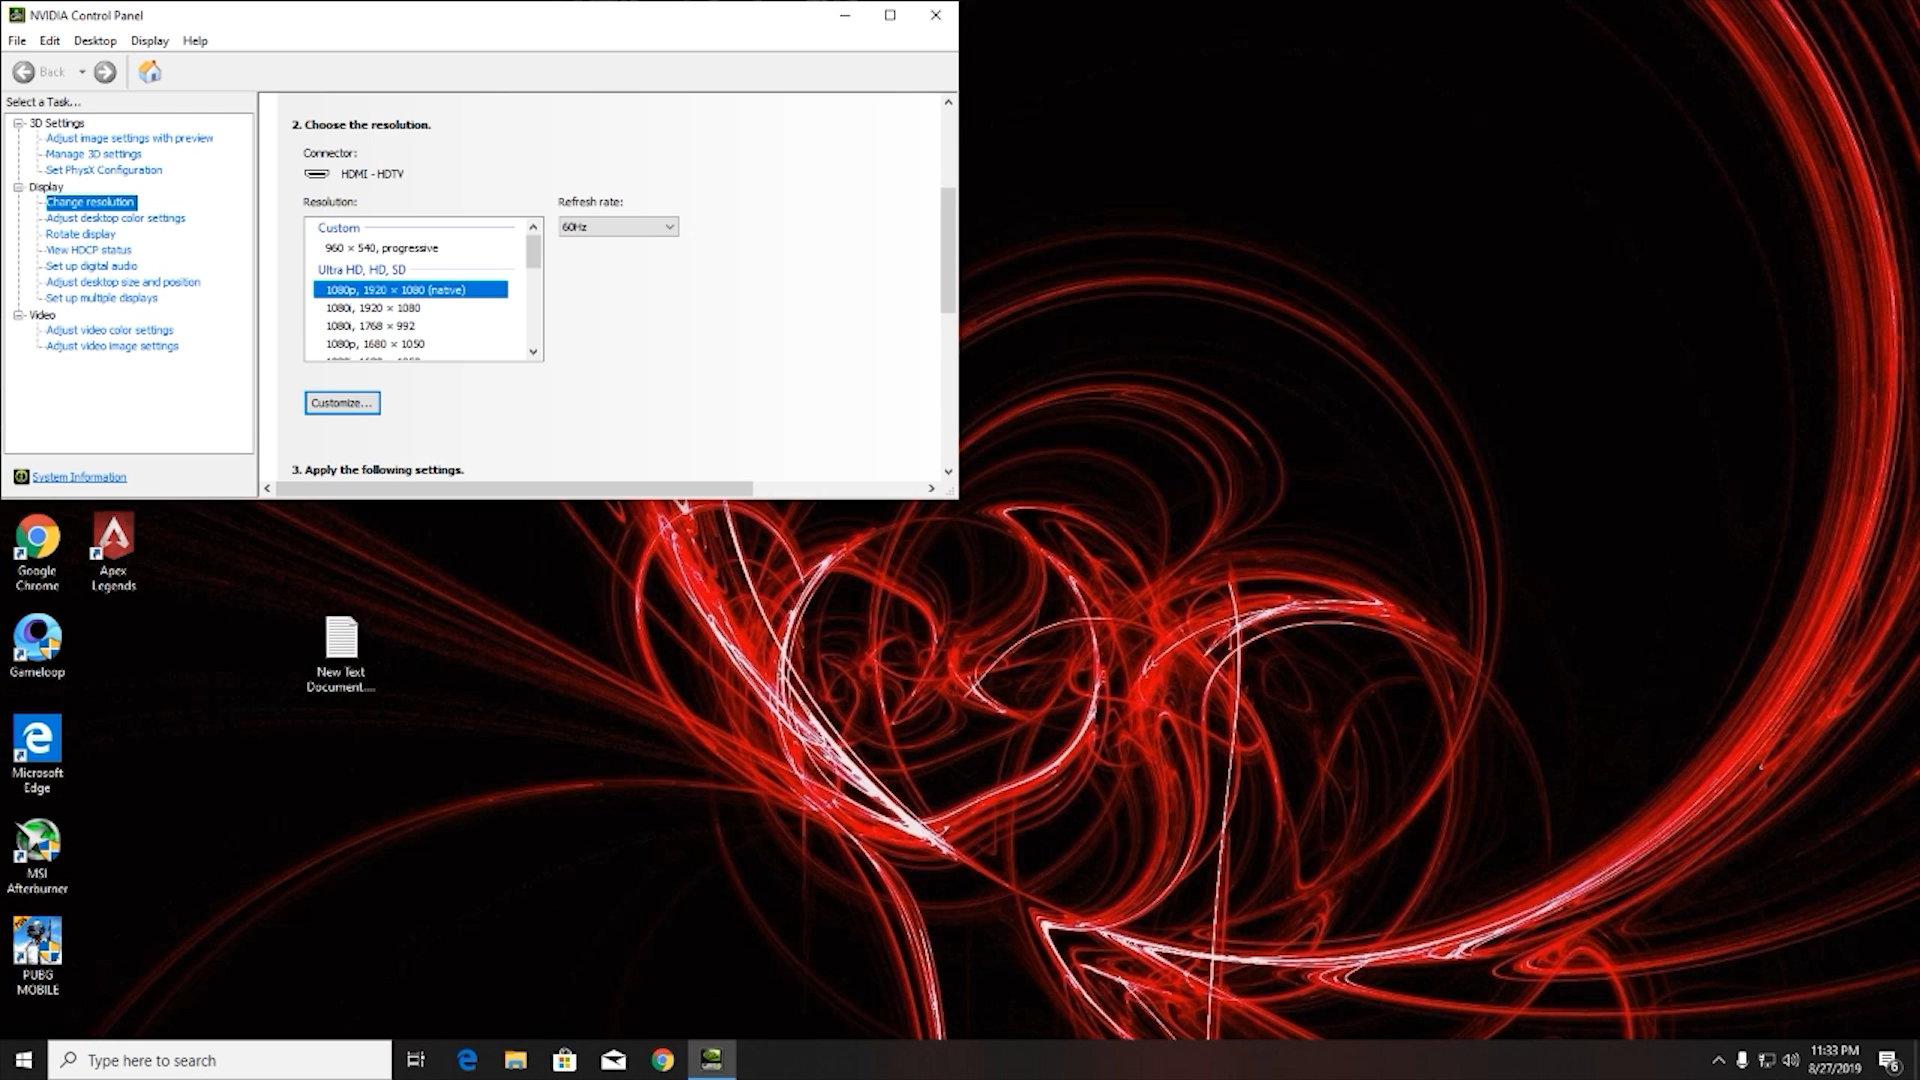 NVIDIA Control Panel
File Edit Desktop Display Help
Back
Select a Task...
3D Settings
Adjust image settings with preview
Manage 3D settings
Set PhysX Configuration
Display
Change resolution
Adjust desktop color settings
Rotate display
View HDCP status
Set up digital audio
Adjust desktop size and position
Set up multiple displays
Video
Adjust video color settings
Adjust video image settings
System Information
2. Choose the resolution.
Connector:
HDMI - HDTV
Resolution:
Custom
960 × 540, progressive
Ultra HD, HD, SD
1080p, 1920 × 1080 (native)
1080i, 1920 × 1080
1080i, 1768 × 992
1080p, 1680 × 1050
Refresh rate:
60Hz
Customize...
3. Apply the following settings.
Google
Chrome
Apex
Legends
Gameloop
New Text
Document....
Microsoft
Edge
MSI
Afterburner
PUBG
MOBILE
Type here to search
11:33 PM
8/27/2019
6